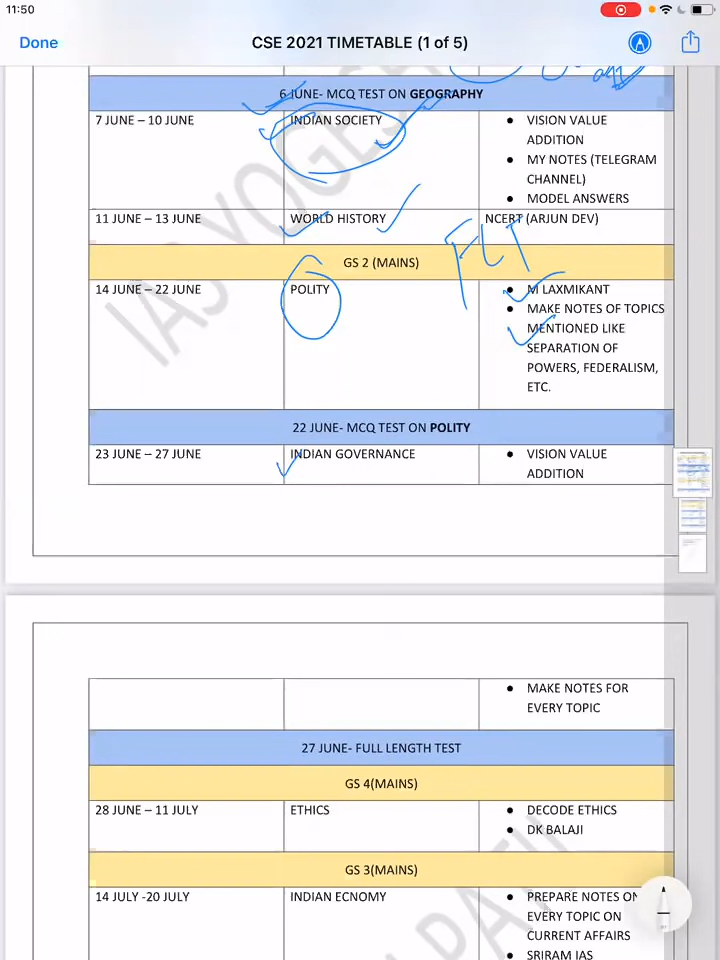 11:50
Done
CSE 2021 TIMETABLE (1 of 5)
6 JUNE- MCQ TEST ON GEOGRAPHY
7 JUNE – 10 JUNE
INDIAN SOCIETY
VISION VALUE
ADDITION
MY NOTES (TELEGRAM
CHANNEL)
MODEL ANSWERS
11 JUNE – 13 JUNE
WORLD HISTORY
NCERT (ARJUN DEV)
FLT
GS 2 (MAINS)
14 JUNE – 22 JUNE
POLITY
M LAXMIKANT
MAKE NOTES OF TOPICS
MENTIONED LIKE
SEPARATION OF
POWERS, FEDERALISM,
ETC.
22 JUNE- MCQ TEST ON POLITY
23 JUNE – 27 JUNE
INDIAN GOVERNANCE
VISION VALUE
ADDITION
MAKE NOTES FOR
EVERY TOPIC
27 JUNE- FULL LENGTH TEST
GS 4(MAINS)
28 JUNE – 11 JULY
ETHICS
DECODE ETHICS
DK BALAJI
GS 3(MAINS)
14 JULY -20 JULY
INDIAN ECNOMY
PREPARE NOTES ON
EVERY TOPIC ON
CURRENT AFFAIRS
SRIRAM IAS
IAS YOGES
PATIL